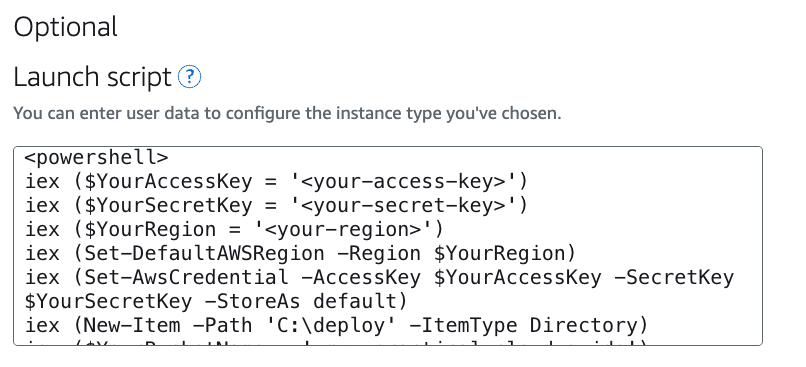 Optional
Launch script ?
You can enter user data to configure the instance type you've chosen.
<powershell>
iex ($YourAccessKey = '<your-access-key>')
iex ($YourSecretKey = '<your-secret-key>')
iex ($YourRegion = '<your-region>')
iex (Set-DefaultAWSRegion -Region $YourRegion)
iex (Set-AwsCredential -AccessKey $YourAccessKey -SecretKey
$YourSecretKey -StoreAs default)
iex (New-Item -Path 'C:\deploy' -ItemType Directory)